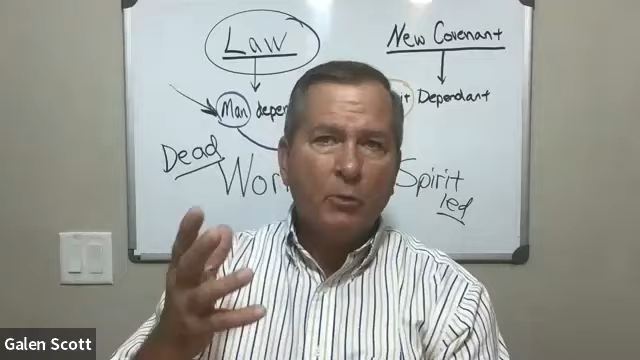 Law New Covenant
Man Dependant
Dead
Spirit
led
Galen Scott